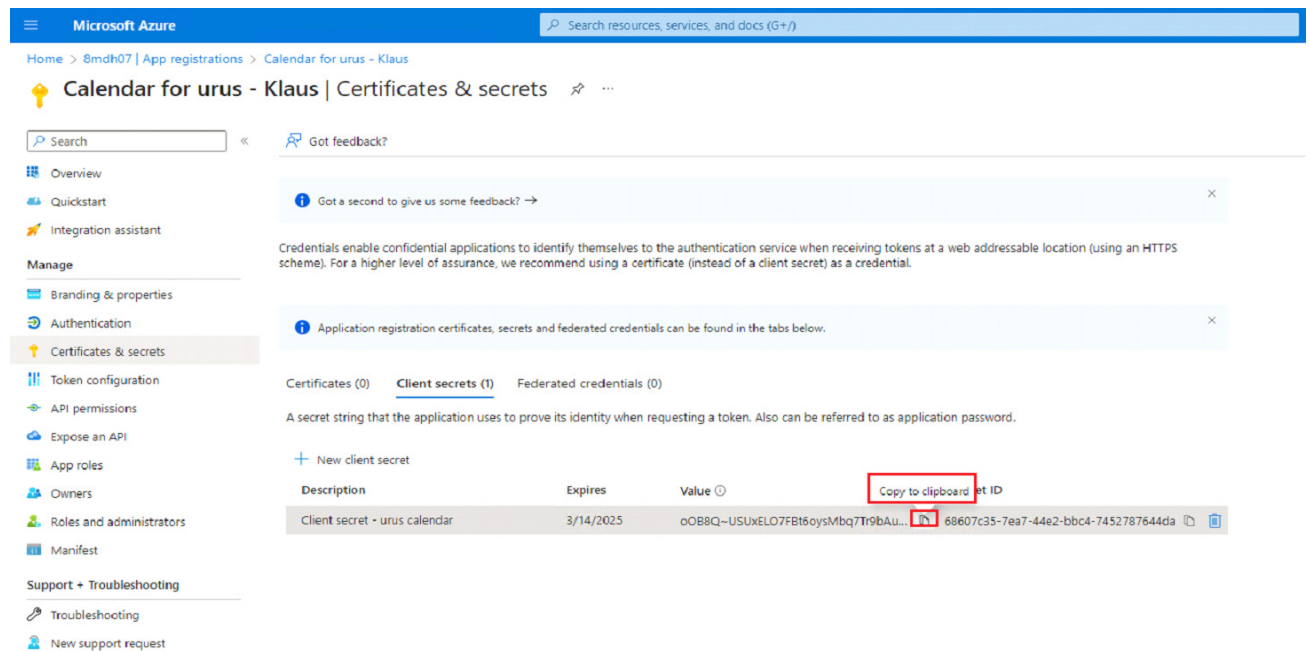 Microsoft Azure
Search resources, services, and docs (G+/)
Home > 8mdh07 | App registrations > Calendar for urus - Klaus
Calendar for urus - Klaus | Certificates & secrets
Search
Got feedback?
Overview
Quickstart
Integration assistant
Manage
Branding & properties
Authentication
Certificates & secrets
Token configuration
API permissions
Expose an API
App roles
Owners
Roles and administrators
Manifest
Support + Troubleshooting
Troubleshooting
New support request
Got a second to give us some feedback?
Credentials enable confidential applications to identify themselves to the authentication service when receiving tokens at a web addressable location (using an HTTPS
scheme). For a higher level of assurance, we recommend using a certificate (instead of a client secret) as a credential.
Application registration certificates, secrets and federated credentials can be found in the tabs below.
Certificates (0) Client secrets (1) Federated credentials (0)
A secret string that the application uses to prove its identity when requesting a token. Also can be referred to as application password.
New client secret
Description Expires Value Copy to clipboard et ID
Client secret - urus calendar 3/14/2025 oOB8Q~USUxELO7FBt6oysMbq7Tr9bAu... 68607c35-7ea7-44e2-bbc4-7452787644da